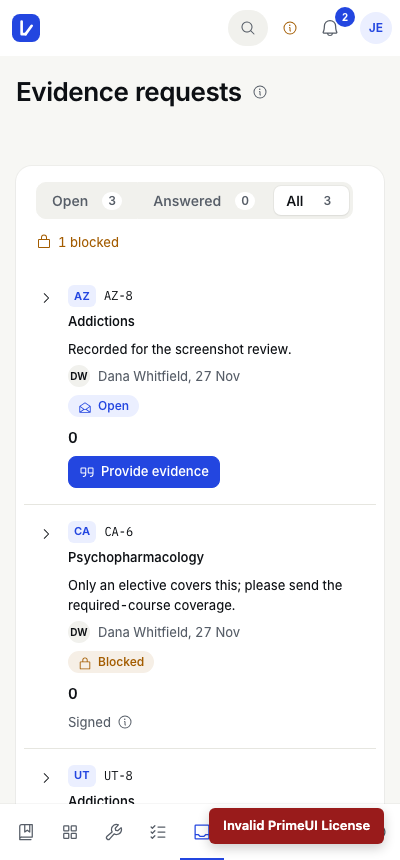 2
JE
Evidence requests
Open 3 Answered 0 All 3
1 blocked
AZ AZ-8
Addictions
Recorded for the screenshot review.
DW Dana Whitfield, 27 Nov
Open
0
Provide evidence
CA CA-6
Psychopharmacology
Only an elective covers this; please send the
required-course coverage.
DW Dana Whitfield, 27 Nov
Blocked
0
Signed
UT UT-8
Addictions
Invalid PrimeUI License